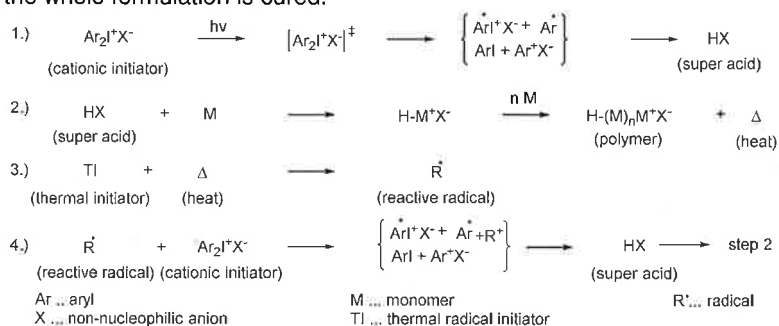 the whole formulation is cured.
1.) Ar₂I⁺X⁻ hν [Ar₂I⁺X⁻]‡ { ArI•⁺X⁻ + Ar• HX
ArI + Ar⁺X⁻ }
(cationic initiator) (super acid)
2.) HX + M H-M⁺X⁻ n M H-(M)ₙM⁺X⁻ + Δ
(super acid) (polymer) (heat)
3.) TI + Δ R•
(thermal initiator) (heat) (reactive radical)
4.) R• + Ar₂I⁺X⁻ { ArI•⁺X⁻ + Ar• +R⁺ HX step 2
ArI + Ar⁺X⁻ }
(reactive radical) (cationic initiator) (super acid)
Ar .. aryl M ... monomer R•... radical
X ... non-nucleophilic anion TI ... thermal radical initiator